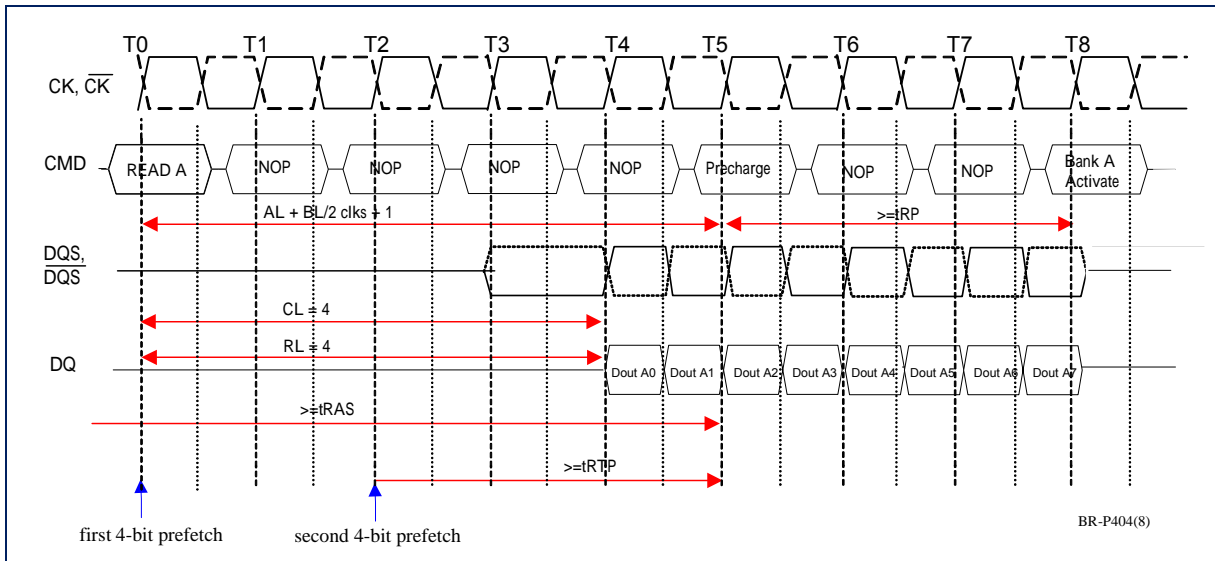 T0 T1 T2 T3 T4 T5 T6 T7 T8
CK, CK
CMD READ A NOP NOP NOP NOP Precharge NOP NOP Bank A
Activate
AL + BL/2 clks + 1 >=tRP
DQS,
DQS
CL = 4
RL = 4
DQ Dout A0 Dout A1 Dout A2 Dout A3 Dout A4 Dout A5 Dout A6 Dout A7
>=tRAS
>=tRTP
first 4-bit prefetch second 4-bit prefetch
BR-P404(8)